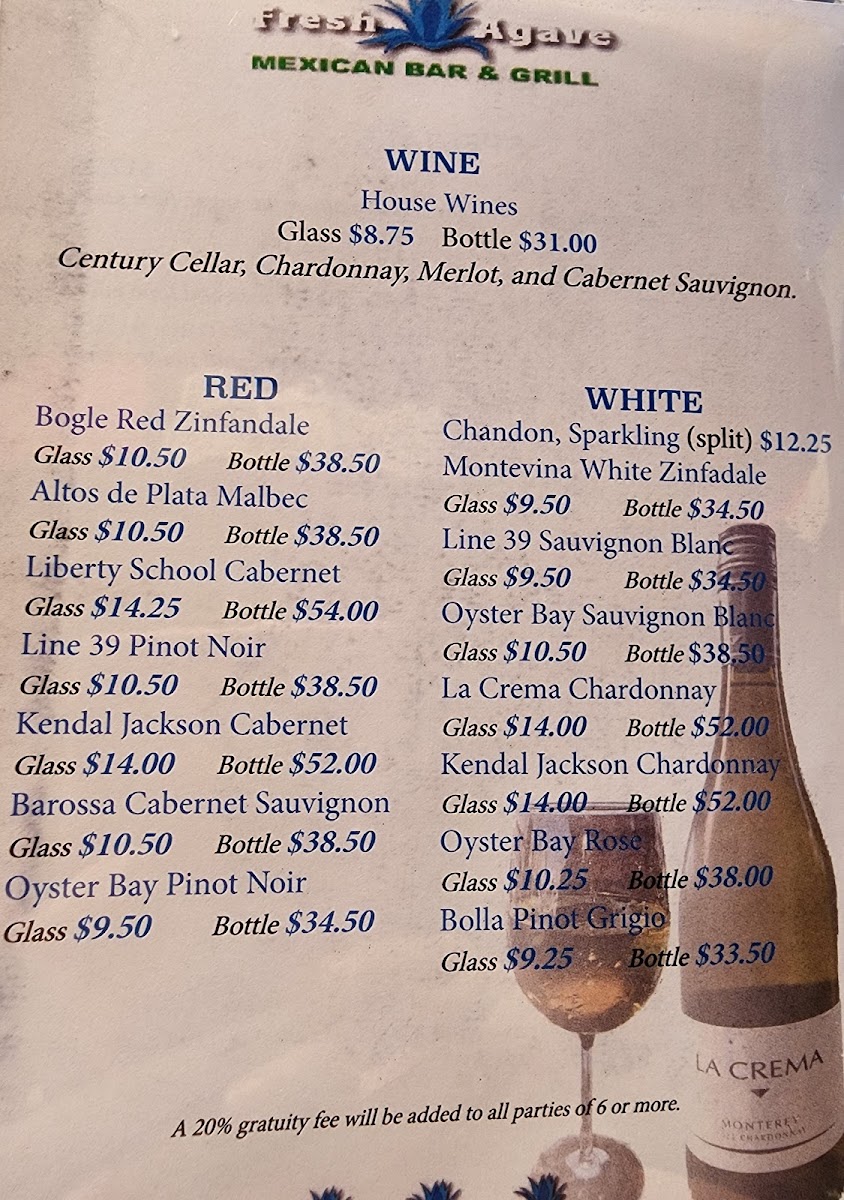 Fresh Agave
MEXICAN BAR & GRILL
WINE
House Wines
Glass $8.75 Bottle $31.00
Century Cellar, Chardonnay, Merlot, and Cabernet Sauvignon.
RED
Bogle Red Zinfandale
Glass $10.50 Bottle $38.50
Altos de Plata Malbec
Glass $10.50 Bottle $38.50
Liberty School Cabernet
Glass $14.25 Bottle $54.00
Line 39 Pinot Noir
Glass $10.50 Bottle $38.50
Kendal Jackson Cabernet
Glass $14.00 Bottle $52.00
Barossa Cabernet Sauvignon
Glass $10.50 Bottle $38.50
Oyster Bay Pinot Noir
Glass $9.50 Bottle $34.50
WHITE
Chandon, Sparkling (split) $12.25
Montevina White Zinfadale
Glass $9.50 Bottle $34.50
Line 39 Sauvignon Blanc
Glass $9.50 Bottle $34.50
Oyster Bay Sauvignon Blanc
Glass $10.50 Bottle $38.50
La Crema Chardonnay
Glass $14.00 Bottle $52.00
Kendal Jackson Chardonnay
Glass $14.00 Bottle $52.00
Oyster Bay Rose
Glass $10.25 Bottle $38.00
Bolla Pinot Grigio
Glass $9.25 Bottle $33.50
LA CREMA
MONTEREY
CHARDONNAY
A 20% gratuity fee will be added to all parties of 6 or more.